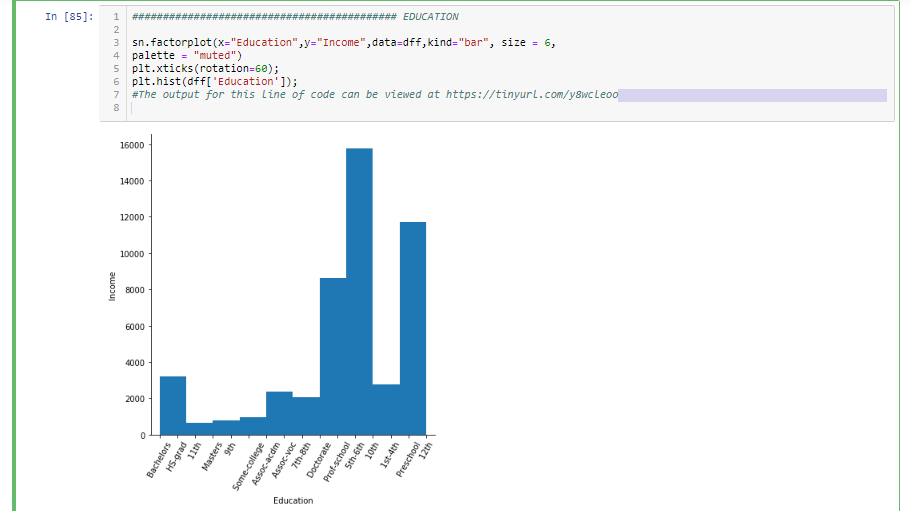 In [85]:
1 ########################################### EDUCATION
2
3 sn.factorplot(x="Education",y="Income",data=dff,kind="bar", size = 6,
4 palette = "muted")
5 plt.xticks(rotation=60);
6 plt.hist(dff['Education']);
7 #The output for this line of code can be viewed at https://tinyurl.com/y8wcleoo
8
16000
14000
12000
10000
8000
6000
4000
2000
0
Income
Bachelors
HS-grad
11th
Masters
9th
Some-college
Assoc-acdm
Assoc-voc
7th-8th
Doctorate
Prof-school
5th-6th
10th
1st-4th
Preschool
12th
Education